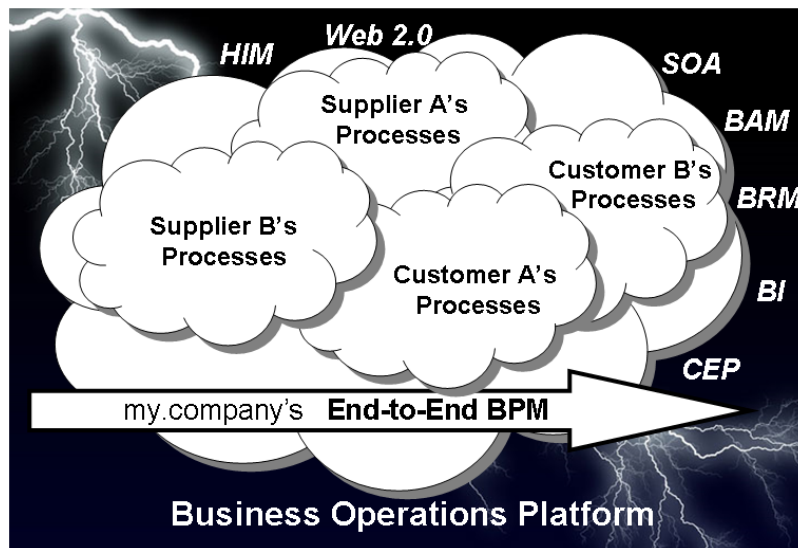 HIM
Web 2.0
SOA
BAM
BRM
BI
CEP
Supplier A's
Processes
Customer B's
Processes
Supplier B's
Processes
Customer A's
Processes
my.company's End-to-End BPM
Business Operations Platform